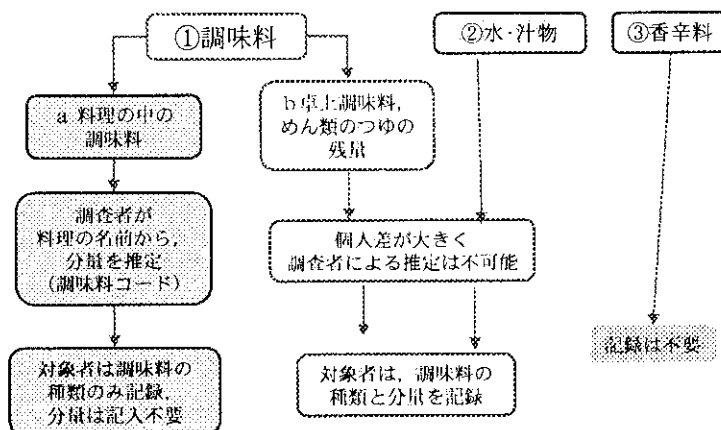 ①調味料
②水・汁物
③香辛料
a 料理の中の
調味料
b 卓上調味料,
めん類のつゆの
残量
調査者が
料理の名前から,
分量を推定
(調味料コード)
個人差が大きく
調査者による推定は不可能
記録は不要
対象者は調味料の
種類のみ記録,
分量は記入不要
対象者は，調味料の
種類と分量を記録